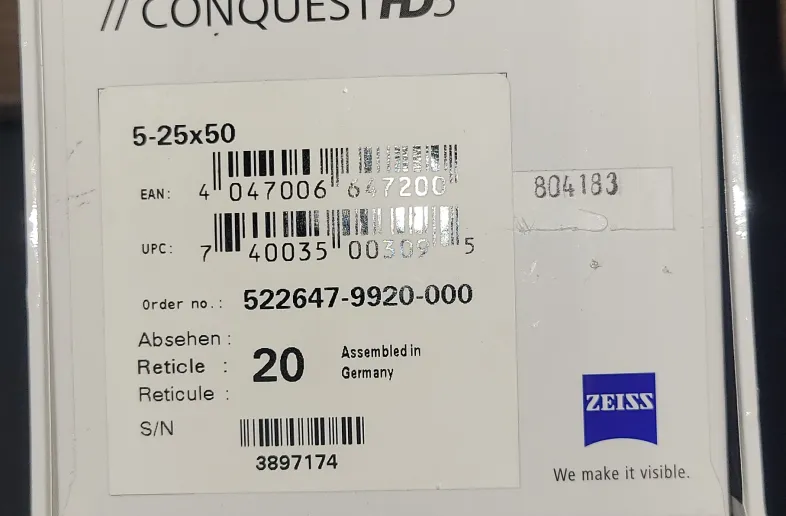 // CONQUEST HD5
5-25x50
EAN: 4 047006 647200
UPC: 7 40035 00309 5
804183
Order no.: 522647-9920-000
Absehen :
Reticle : 20 Assembled in
Reticule : Germany
S/N
3897174
ZEISS
We make it visible.